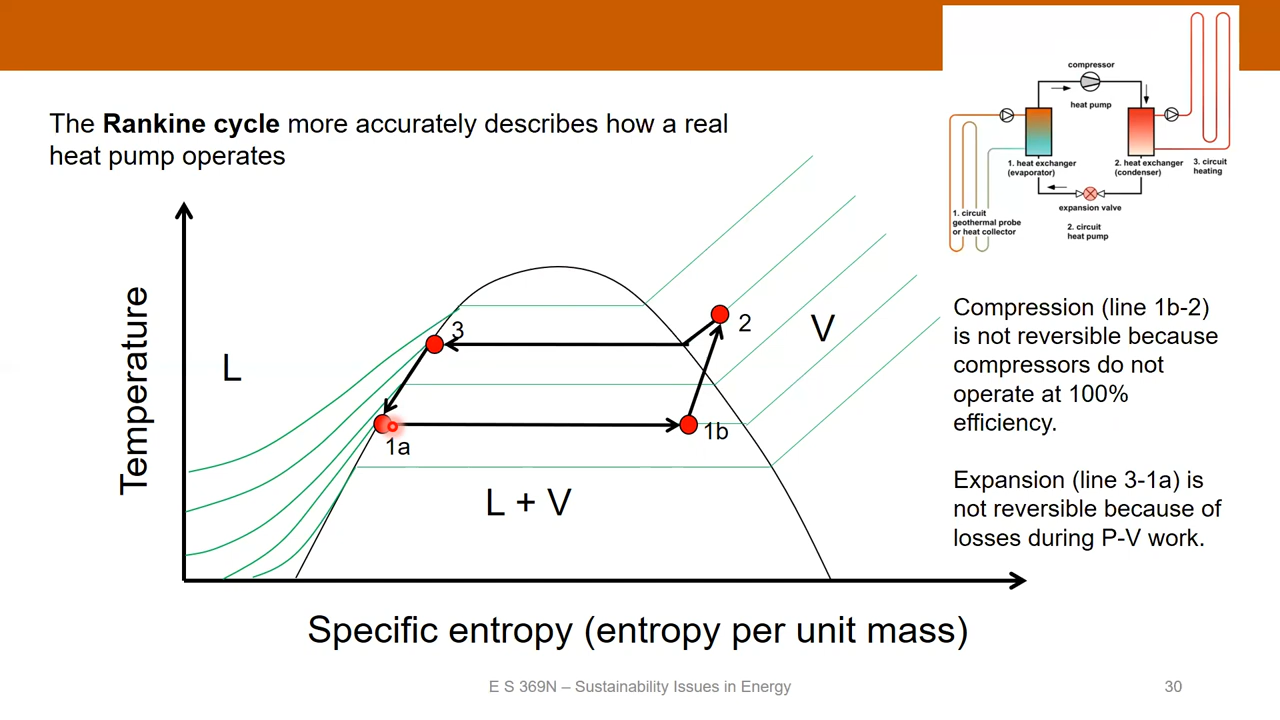 The Rankine cycle more accurately describes how a real
heat pump operates
compressor
heat pump
1. heat exchanger
(evaporator)
2. heat exchanger
(condenser)
3. circuit
heating
expansion valve
1. circuit
geothermal probe
or heat collector
2. circuit
heat pump
Temperature
L
3
2
V
1a
1b
L + V
Specific entropy (entropy per unit mass)
Compression (line 1b-2)
is not reversible because
compressors do not
operate at 100%
efficiency.
Expansion (line 3-1a) is
not reversible because of
losses during P-V work.
E S 369N – Sustainability Issues in Energy
30